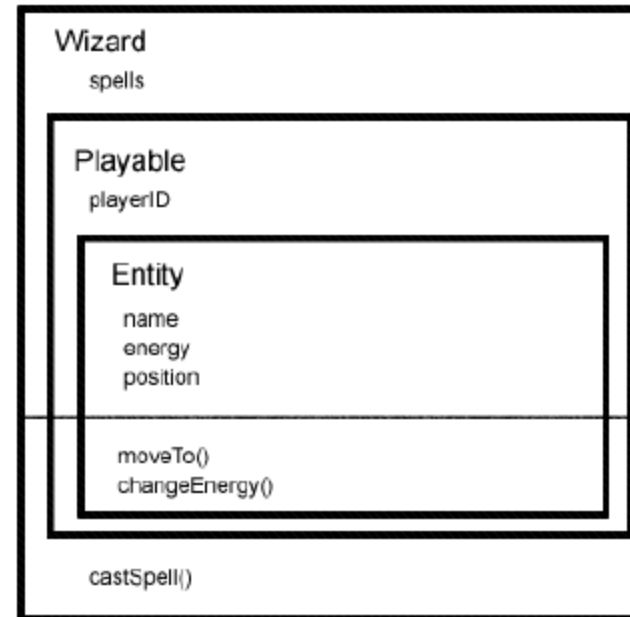 Wizard
spells
Playable
playerID
Entity
name
energy
position
moveTo()
changeEnergy()
castSpell()